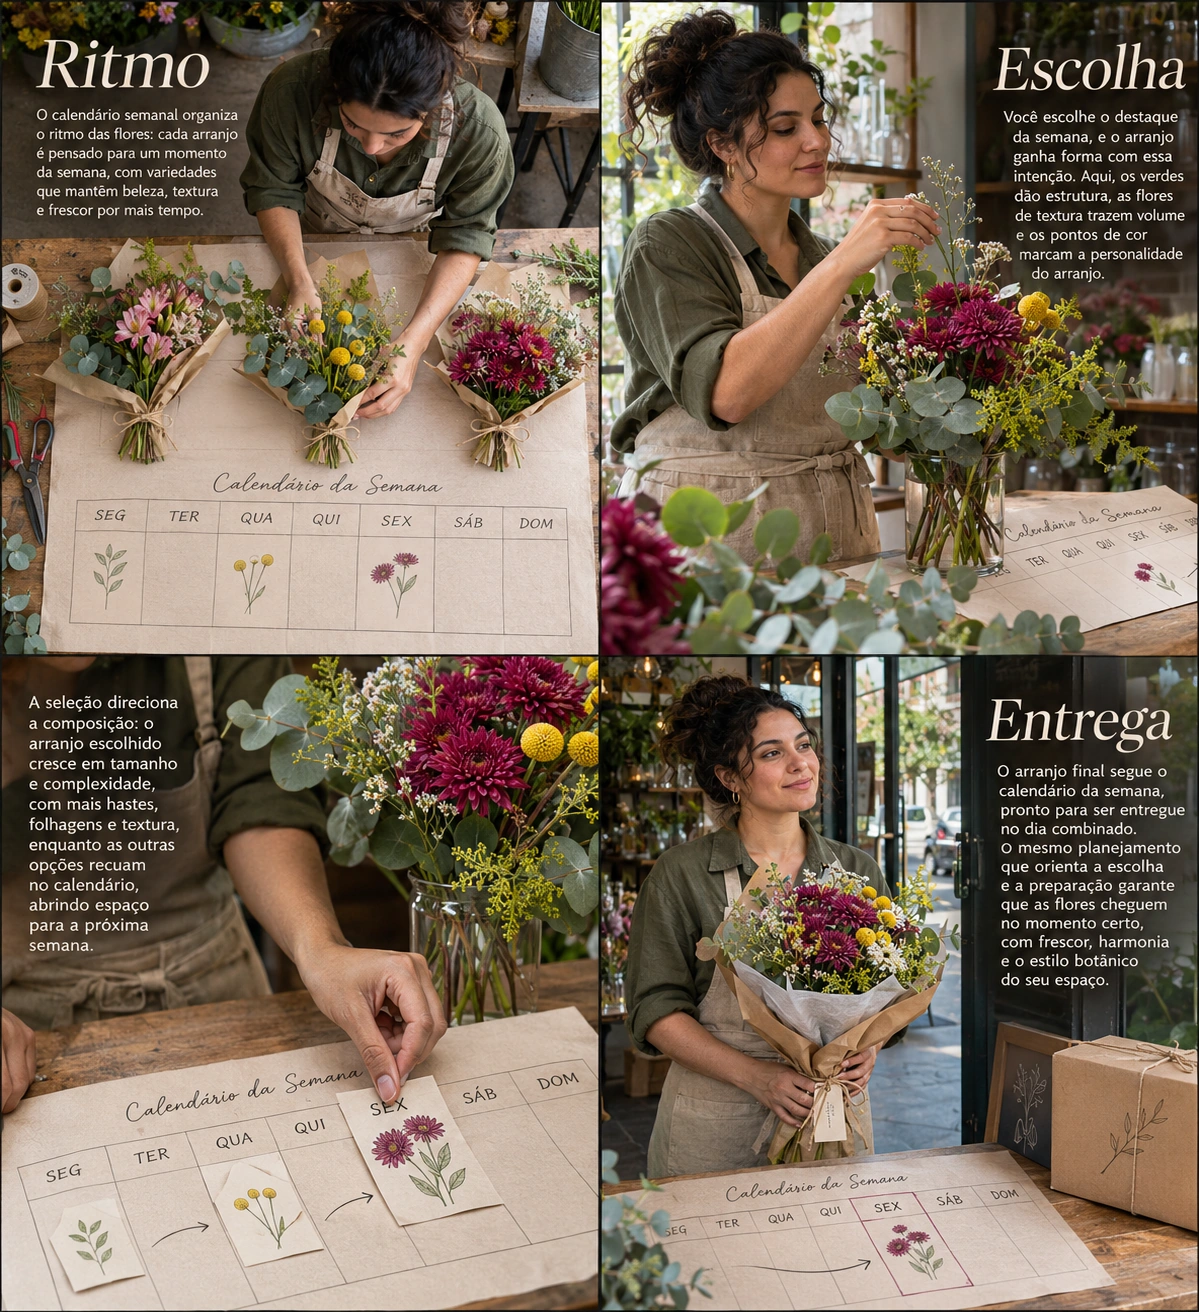 Ritmo
O calendário semanal organiza
o ritmo das flores: cada arranjo
é pensado para um momento
da semana, com variedades
que mantêm beleza, textura
e frescor por mais tempo.
Calendário da Semana
SEG TER QUA QUI SEX SÁB DOM
Escolha
Você escolhe o destaque
da semana, e o arranjo
ganha forma com essa
intenção. Aqui, os verdes
dão estrutura, as flores
de textura trazem volume
e os pontos de cor
marcam a personalidade
do arranjo.
Calendário da Semana
TER QUA QUI SEX SÁB
A seleção direciona
a composição: o
arranjo escolhido
cresce em tamanho
e complexidade,
com mais hastes,
folhagens e textura,
enquanto as outras
opções recuam
no calendário,
abrindo espaço
para a próxima
semana.
Calendário da Semana
SEG TER QUA QUI SEX SÁB DOM
Entrega
O arranjo final segue o
calendário da semana,
pronto para ser entregue
no dia combinado.
O mesmo planejamento
que orienta a escolha
e a preparação garante
que as flores cheguem
no momento certo,
com frescor, harmonia
e o estilo botânico
do seu espaço.
Calendário da Semana
SEG TER QUA QUI SEX SÁB DOM